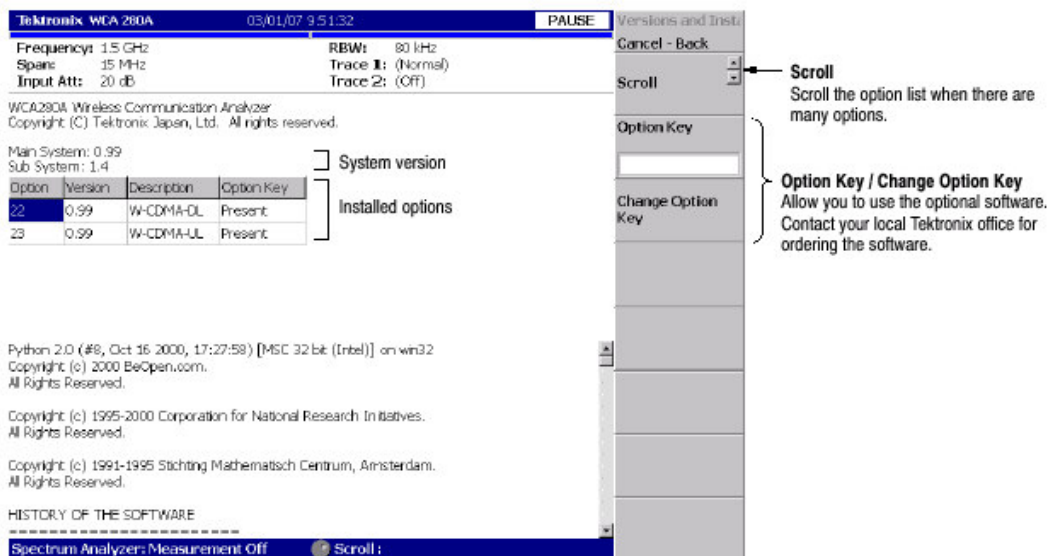 Tektronix WCA 280A 03/01/07 9:51:32 PAUSE
Frequency: 1.5 GHz RBW: 80 kHz
Span: 15 MHz Trace 1: (Normal)
Input Att: 20 dB Trace 2: (Off)
WCA280A Wireless Communication Analyzer
Copyright (C) Tektronix Japan, Ltd. All rights reserved.
Main System: 0.99
Sub System: 1.4
System version
Option Version Description Option Key
22 0.99 W-CDMA-DL Present
23 0.99 W-CDMA-UL Present
Installed options
Python 2.0 (#8, Oct 16 2000, 17:27:58) [MSC 32 bit (Intel)] on win32
Copyright (c) 2000 BeOpen.com.
All Rights Reserved.
Copyright (c) 1995-2000 Corporation for National Research Initiatives.
All Rights Reserved.
Copyright (c) 1991-1995 Stichting Mathematisch Centrum, Amsterdam.
All Rights Reserved.
HISTORY OF THE SOFTWARE
========================
Spectrum Analyzer: Measurement Off Scroll:
Versions and Insta
Cancel - Back
Scroll
Option Key
Change Option
Key
Scroll
Scroll the option list when there are
many options.
Option Key / Change Option Key
Allow you to use the optional software.
Contact your local Tektronix office for
ordering the software.